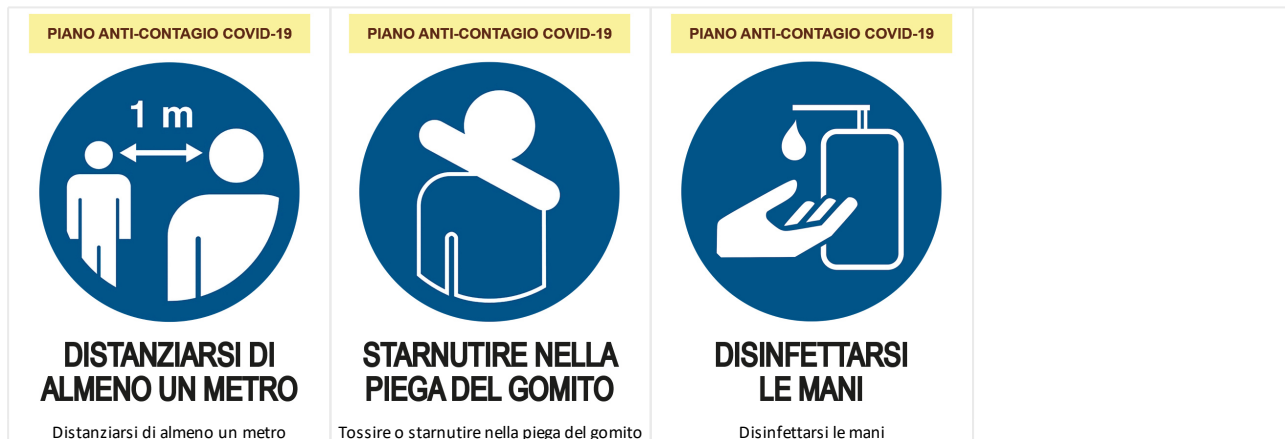 PIANO ANTI-CONTAGIO COVID-19
1 m
DISTANZIARSI DI
ALMENO UN METRO
Distanziarsi di almeno un metro
PIANO ANTI-CONTAGIO COVID-19
STARNUTIRE NELLA
PIEGA DEL GOMITO
Tossire o starnutire nella piega del gomito
PIANO ANTI-CONTAGIO COVID-19
DISINFETTARSI
LE MANI
Disinfettarsi le mani